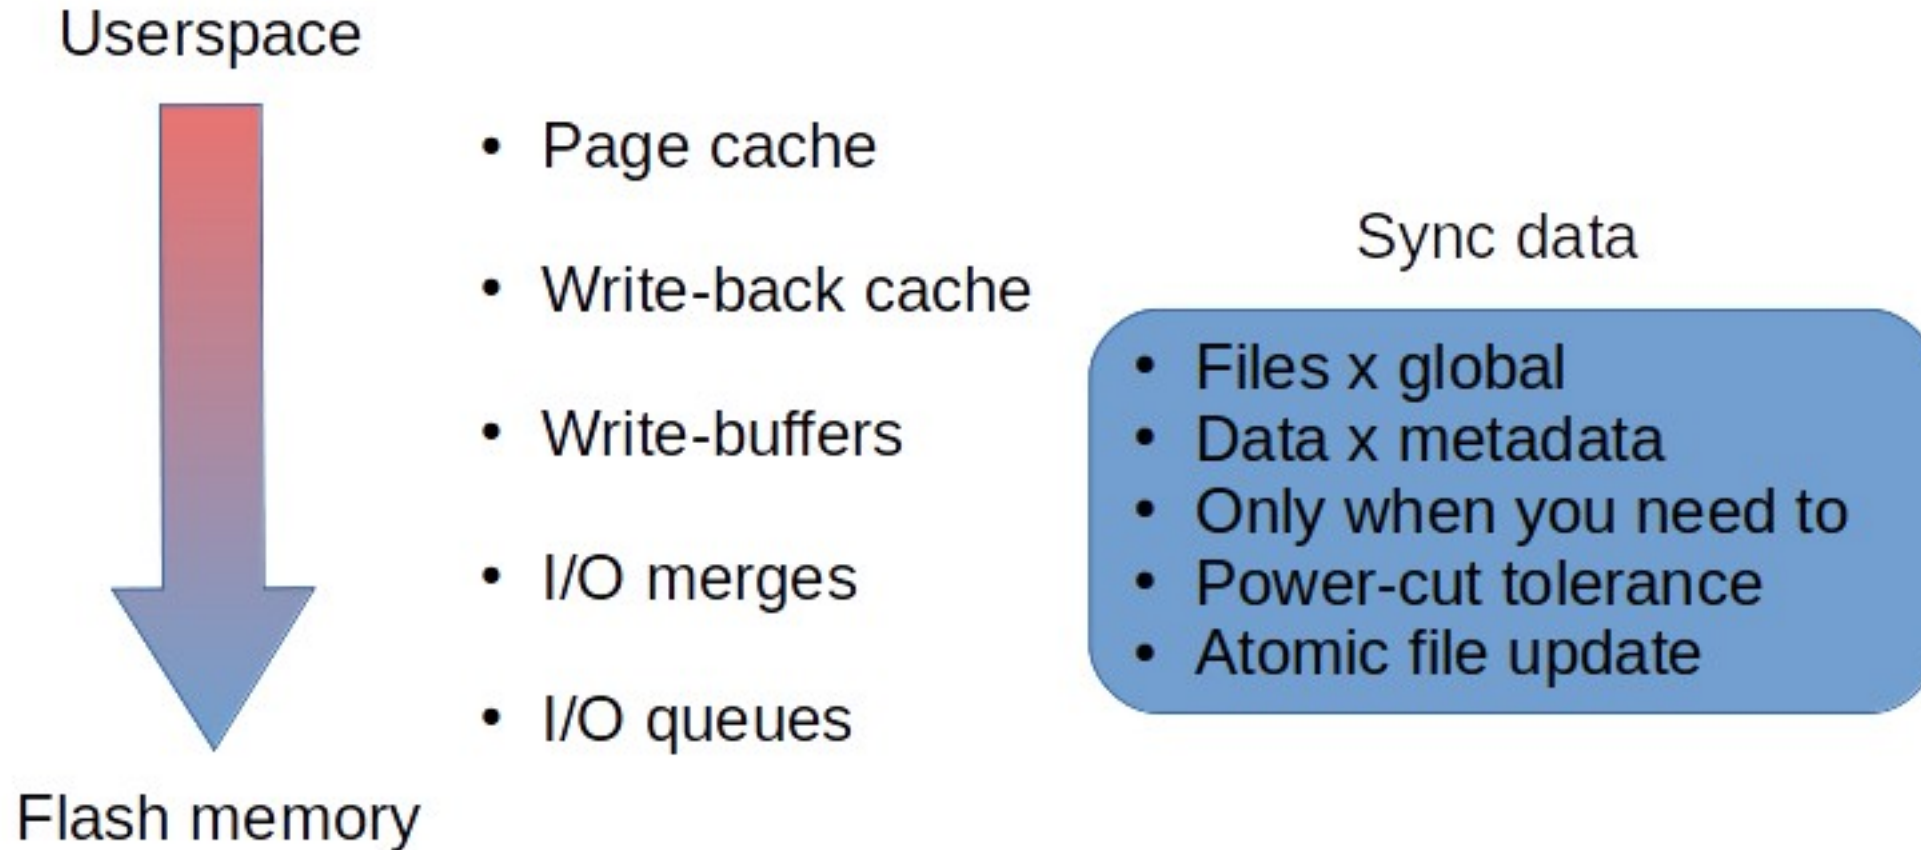 Userspace
• Page cache
• Write-back cache
• Write-buffers
• I/O merges
• I/O queues
Flash memory
Sync data
• Files x global
• Data x metadata
• Only when you need to
• Power-cut tolerance
• Atomic file update